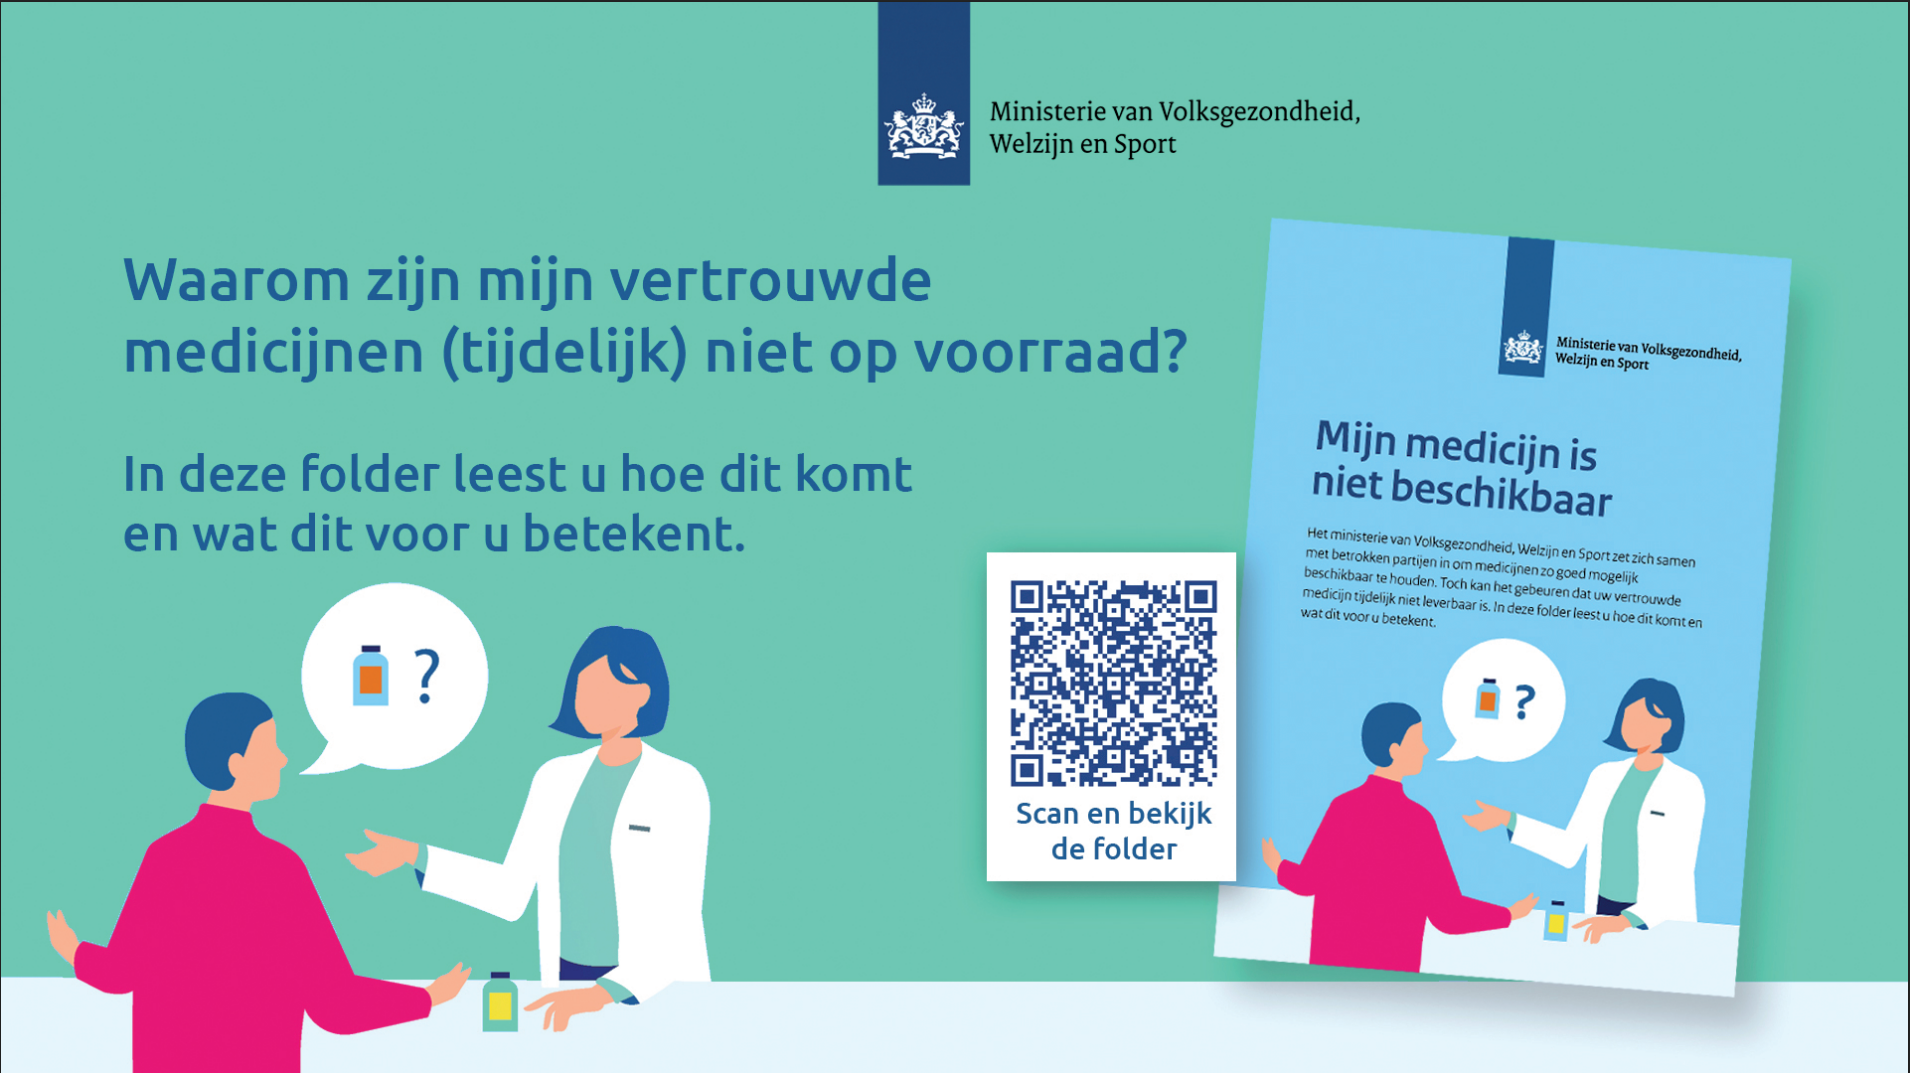 Ministerie van Volksgezondheid,
Welzijn en Sport
Waarom zijn mijn vertrouwde
medicijnen (tijdelijk) niet op voorraad?
In deze folder leest u hoe dit komt
en wat dit voor u betekent.
?
Scan en bekijk
de folder
Ministerie van Volksgezondheid,
Welzijn en Sport
Mijn medicijn is
niet beschikbaar
Het ministerie van Volksgezondheid, Welzijn en Sport zet zich samen
met betrokken partijen in om medicijnen zo goed mogelijk
beschikbaar te houden. Toch kan het gebeuren dat uw vertrouwde
medicijn tijdelijk niet leverbaar is. In deze folder leest u hoe dit komt en
wat dit voor u betekent.
?